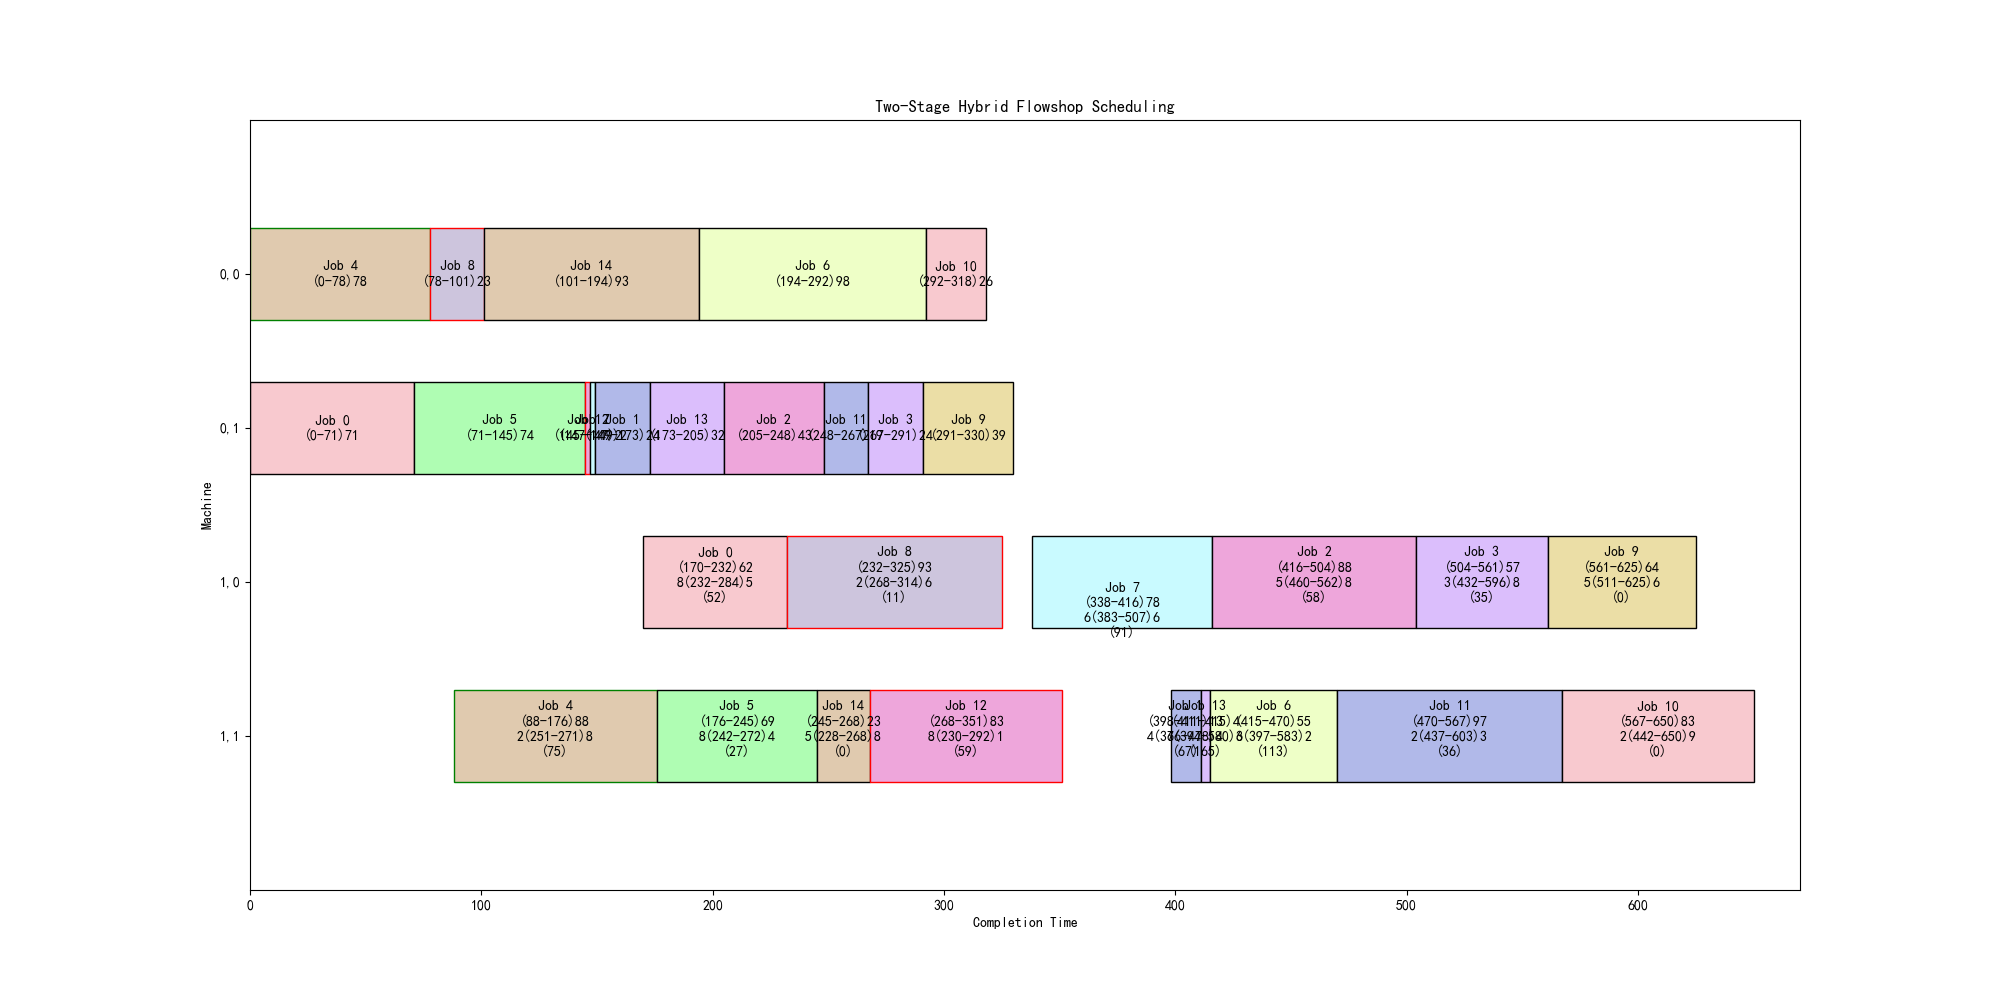 Two-Stage Hybrid Flowshop Scheduling
0,0
Job 4
(0-78)78
Job 8
(78-101)23
Job 14
(101-194)93
Job 6
(194-292)98
Job 10
(292-318)26
0,1
Job 0
(0-71)71
Job 5
(71-145)74
Job 1
Job 13
(173-205)32
Job 2
(205-248)43
Job 11
(248-267)19
Job 3
(267-291)24
Job 9
(291-330)39
Machine
1,0
Job 0
(170-232)62
8(232-284)5
(52)
Job 8
(232-325)93
2(268-314)6
(11)
Job 7
(338-416)78
6(383-507)6
(91)
Job 2
(416-504)88
5(460-562)8
(58)
Job 3
(504-561)57
3(432-596)8
(35)
Job 9
(561-625)64
5(511-625)6
(0)
1,1
Job 4
(88-176)88
2(251-271)8
(75)
Job 5
(176-245)69
8(242-272)4
(27)
Job 14
(245-268)23
5(228-268)8
(0)
Job 12
(268-351)83
8(230-292)1
(59)
Job 13
Job 6
(415-470)55
(397-583)2
(113)
Job 11
(470-567)97
2(437-603)3
(36)
Job 10
(567-650)83
2(442-650)9
(0)
0
100
200
300
400
500
600
Completion Time